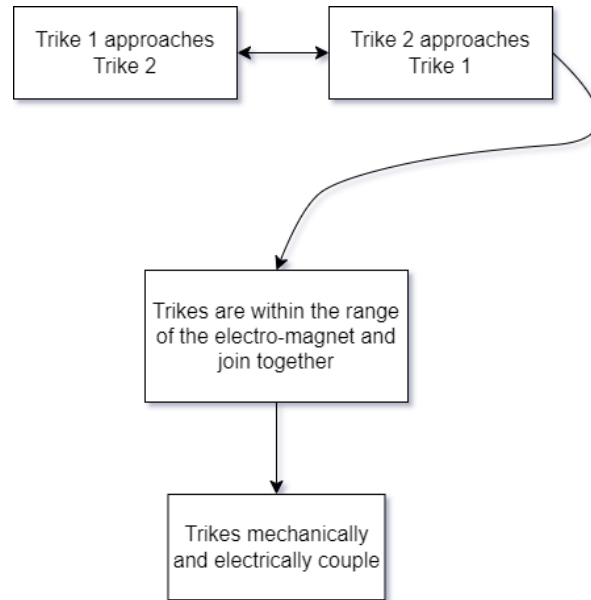 Trike 1 approaches
Trike 2
Trike 2 approaches
Trike 1
Trikes are within the range
of the electro-magnet and
join together
Trikes mechanically
and electrically couple